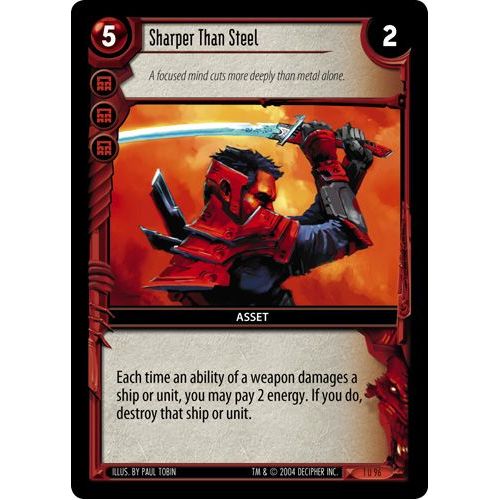 5 Sharper Than Steel 2
A focused mind cuts more deeply than metal alone.
ASSET
Each time an ability of a weapon damages a
ship or unit, you may pay 2 energy. If you do,
destroy that ship or unit.
ILLUS. BY PAUL TOBIN TM & © 2004 DECIPHER INC. 1 U 96